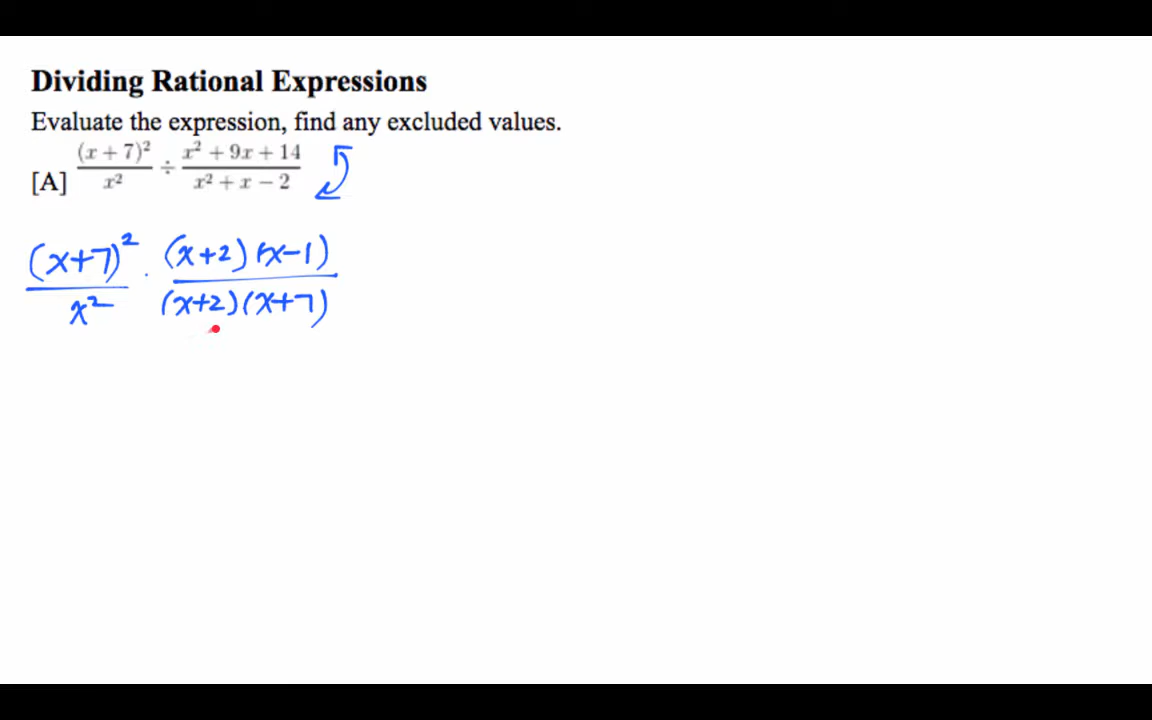 Dividing Rational Expressions
Evaluate the expression, find any excluded values.
[A] (x + 7)² / x² ÷ x² + 9x + 14 / x² + x − 2
(x+7)² / x² · (x+2)(x−1) / (x+2)(x+7)